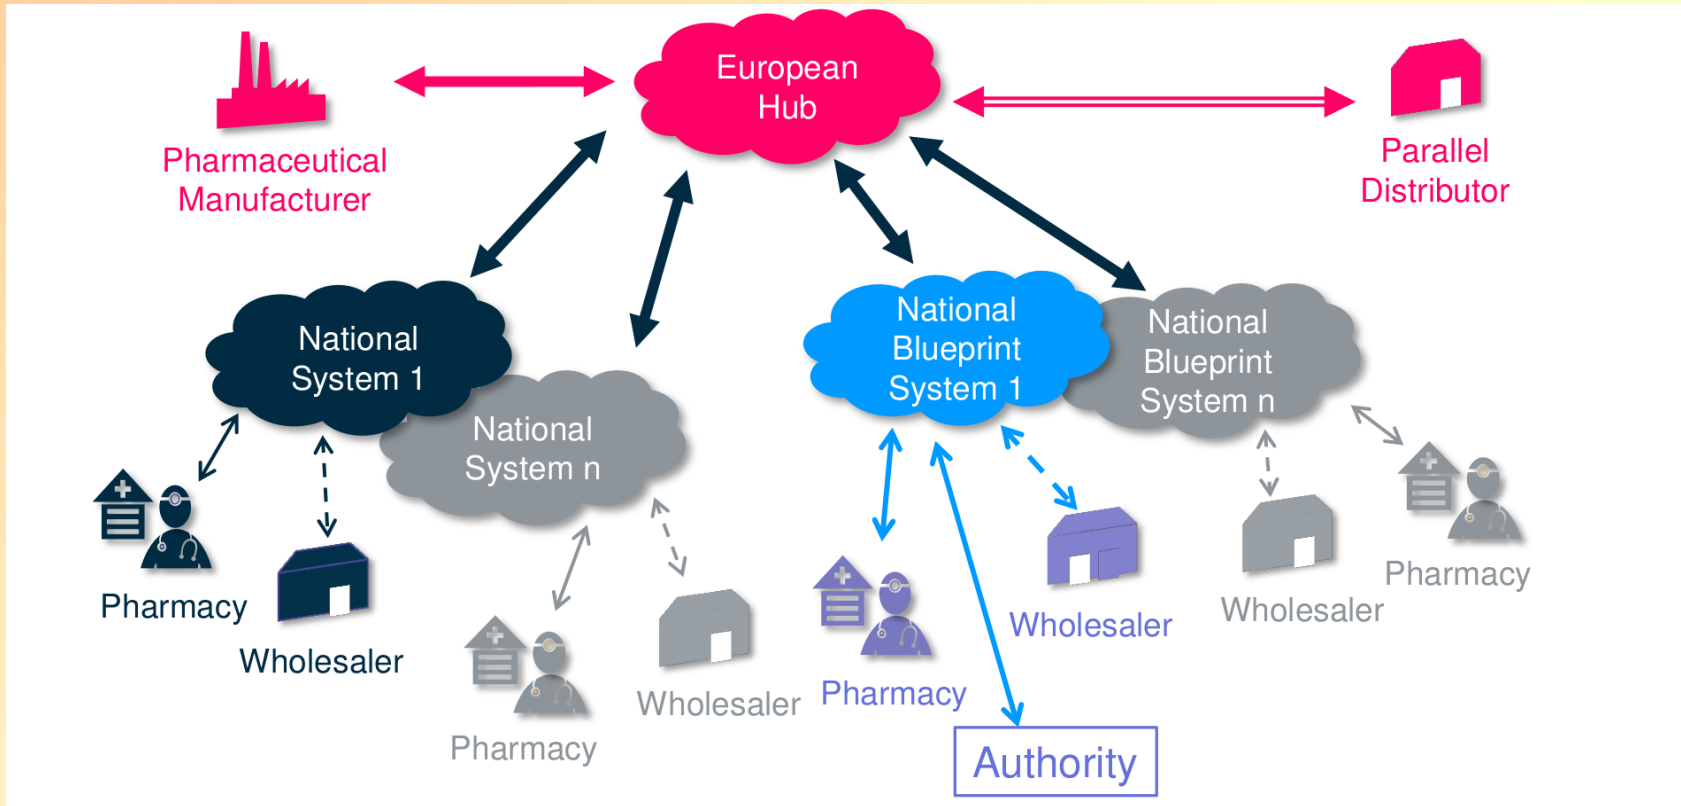 European
Hub
Pharmaceutical
Manufacturer
Parallel
Distributor
National
System 1
National
System n
National
Blueprint
System 1
National
Blueprint
System n
Pharmacy
Wholesaler
Pharmacy
Wholesaler
Pharmacy
Wholesaler
Wholesaler
Pharmacy
Authority